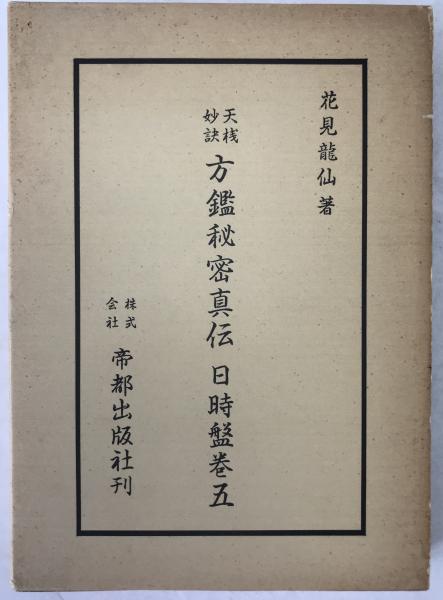 花見龍仙著
天桟妙訣 方鑑秘密真伝 日時盤巻五
株式会社 帝都出版社刊